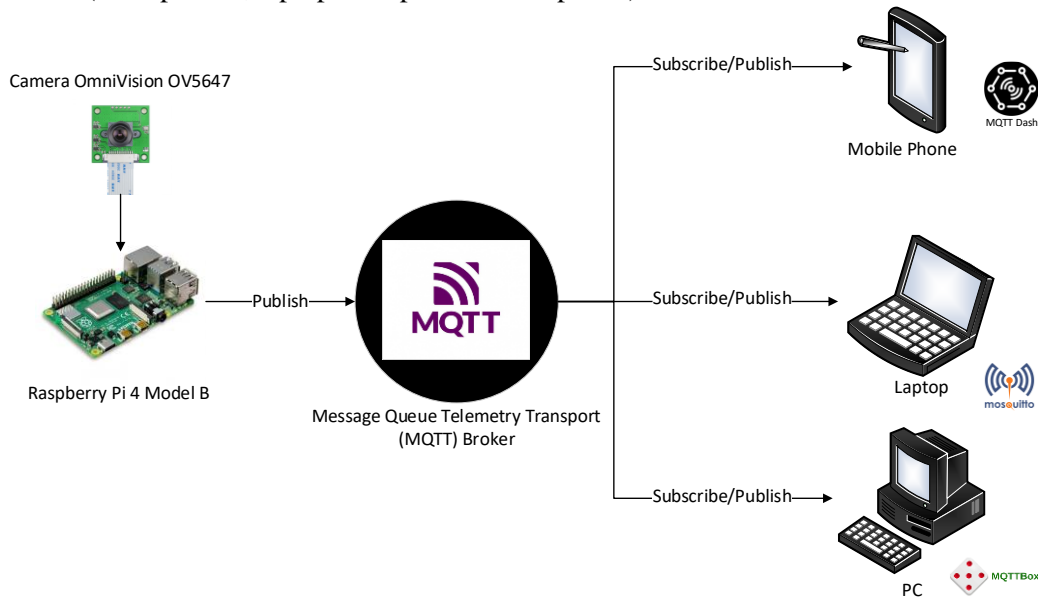 Camera OmniVision OV5647
Raspberry Pi 4 Model B
Publish
MQTT
Message Queue Telemetry Transport
(MQTT) Broker
Subscribe/Publish
MQTT Dash
Mobile Phone
Subscribe/Publish
Laptop
mosquitto
Subscribe/Publish
PC
MQTTBox